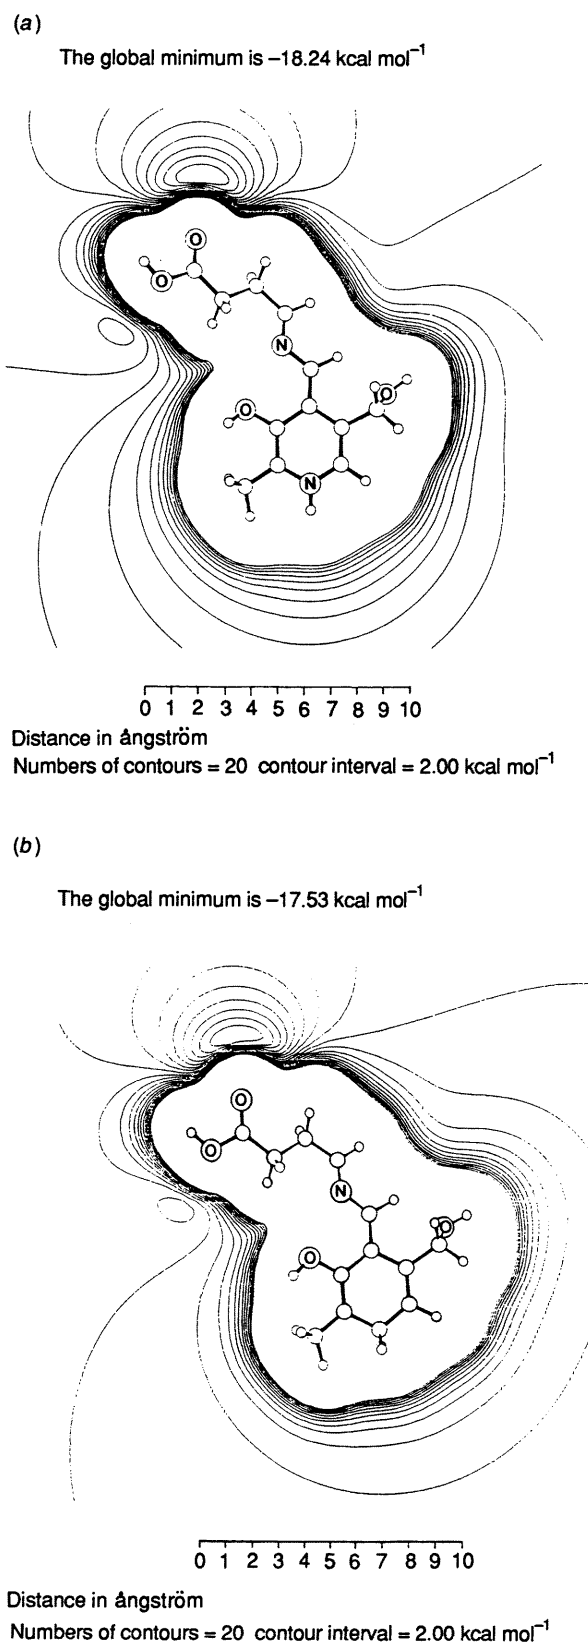 (a)
The global minimum is –18.24 kcal mol⁻¹
O
O
N
O
O
N
0 1 2 3 4 5 6 7 8 9 10
Distance in ångström
Numbers of contours = 20 contour interval = 2.00 kcal mol⁻¹
(b)
The global minimum is –17.53 kcal mol⁻¹
O
O
N
O
O
0 1 2 3 4 5 6 7 8 9 10
Distance in ångström
Numbers of contours = 20 contour interval = 2.00 kcal mol⁻¹